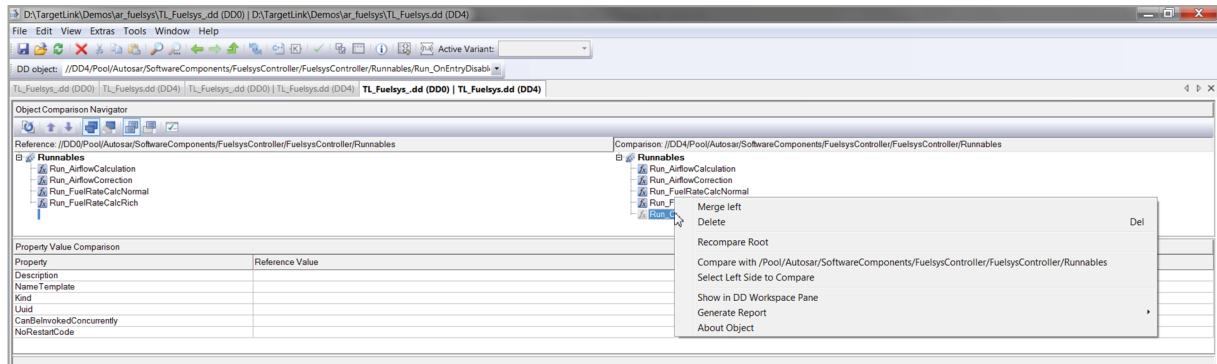 D:\TargetLink\Demos\ar_fuelsys\TL_Fuelsys_.dd (DD0) | D:\TargetLink\Demos\ar_fuelsys\TL_Fuelsys.dd (DD4)
File Edit View Extras Tools Window Help
Active Variant:
DD object: //DD4/Pool/Autosar/SoftwareComponents/FuelsysController/FuelsysController/Runnables/Run_OnEntryDisabl
TL_Fuelsys_.dd (DD0) TL_Fuelsys.dd (DD4) TL_Fuelsys_.dd (DD0) | TL_Fuelsys.dd (DD4) TL_Fuelsys_.dd (DD0) | TL_Fuelsys.dd (DD4)
Object Comparison Navigator
Reference: //DD0/Pool/Autosar/SoftwareComponents/FuelsysController/FuelsysController/Runnables Comparison: //DD4/Pool/Autosar/SoftwareComponents/FuelsysController/FuelsysController/Runnables
Runnables Runnables
Run_AirflowCalculation Run_AirflowCalculation
Run_AirflowCorrection Run_AirflowCorrection
Run_FuelRateCalcNormal Run_FuelRateCalcNormal
Run_FuelRateCalcRich Run_F
Run_O
Merge left
Delete Del
Recompare Root
Compare with /Pool/Autosar/SoftwareComponents/FuelsysController/FuelsysController/Runnables
Select Left Side to Compare
Show in DD Workspace Pane
Generate Report
About Object
Property Value Comparison
Property Reference Value
Description
NameTemplate
Kind
Uuid
CanBeInvokedConcurrently
NoRestartCode